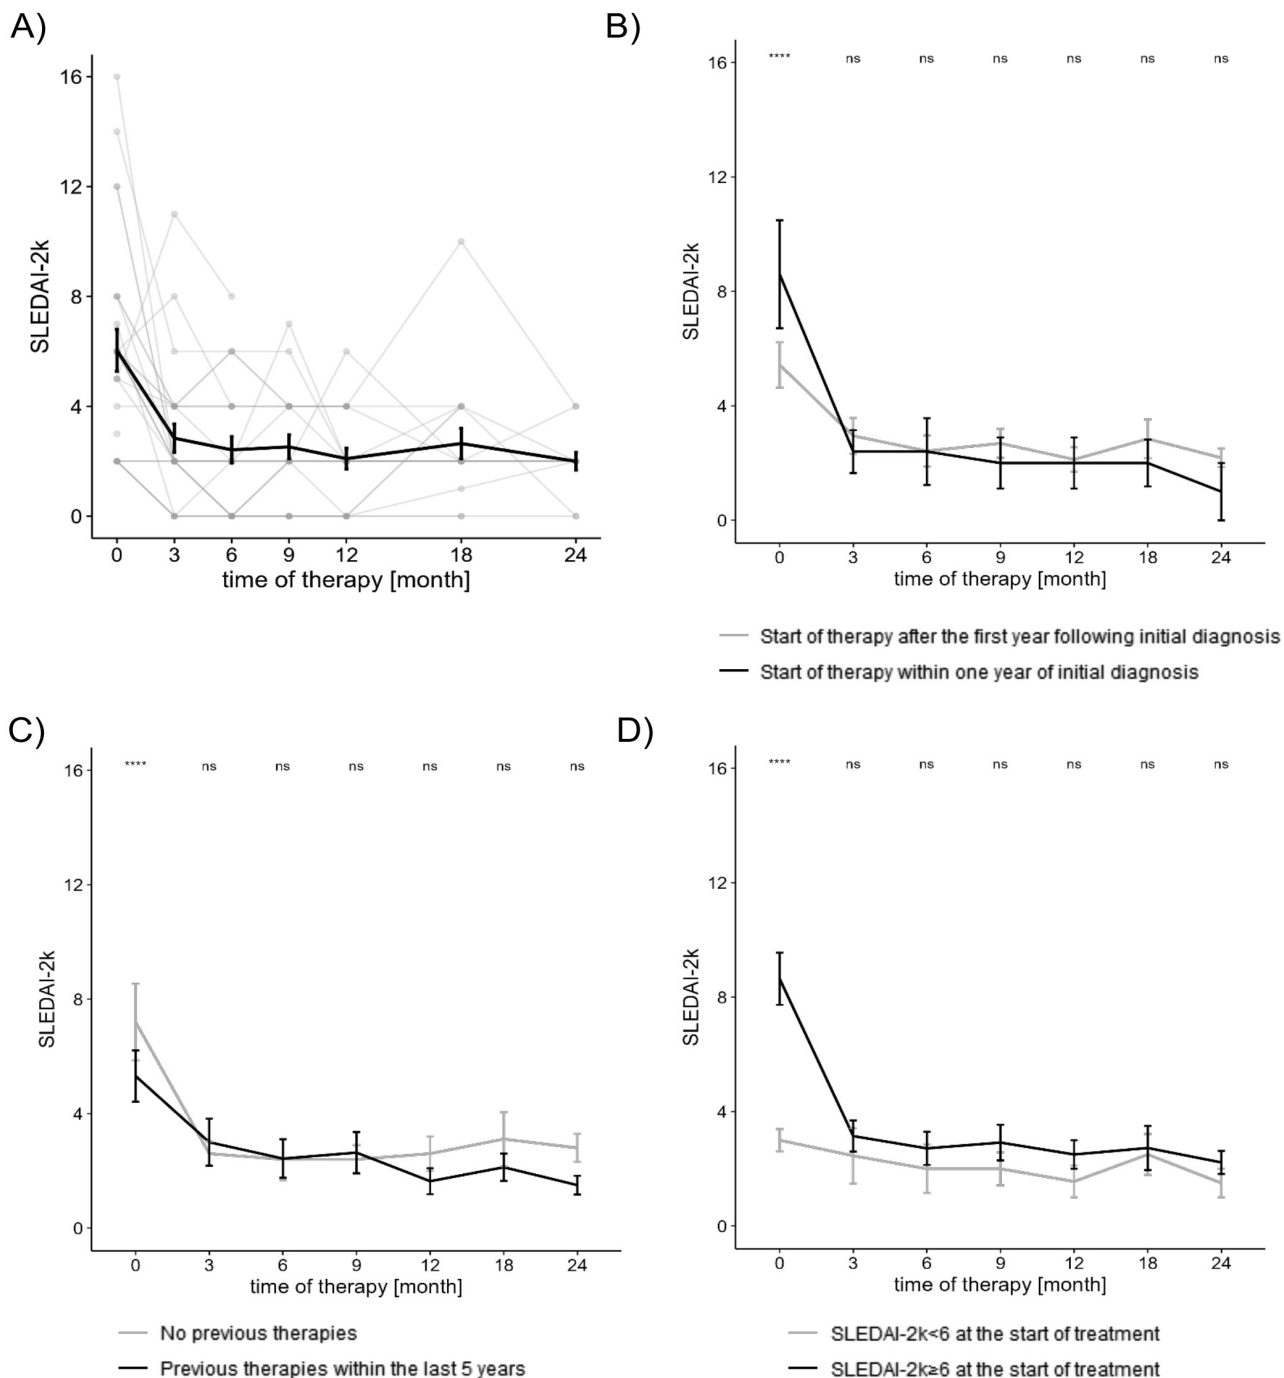 A)
16
12
8
4
0
SLEDAI-2k
0 3 6 9 12 18 24
time of therapy [month]
B)
**** ns ns ns ns ns ns
16
12
8
4
0
SLEDAI-2k
0 3 6 9 12 18 24
time of therapy [month]
Start of therapy after the first year following initial diagnosis
Start of therapy within one year of initial diagnosis
C)
**** ns ns ns ns ns ns
16
12
8
4
0
SLEDAI-2k
0 3 6 9 12 18 24
time of therapy [month]
No previous therapies
Previous therapies within the last 5 years
D)
**** ns ns ns ns ns ns
16
12
8
4
0
SLEDAI-2k
0 3 6 9 12 18 24
time of therapy [month]
SLEDAI-2k<6 at the start of treatment
SLEDAI-2k≥6 at the start of treatment